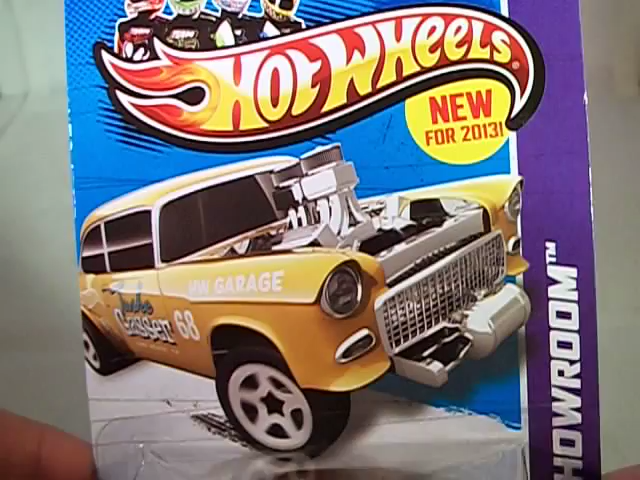 HOT WHEELS
NEW
FOR 2013!
HW GARAGE
Gasser
68
HOWROOM™